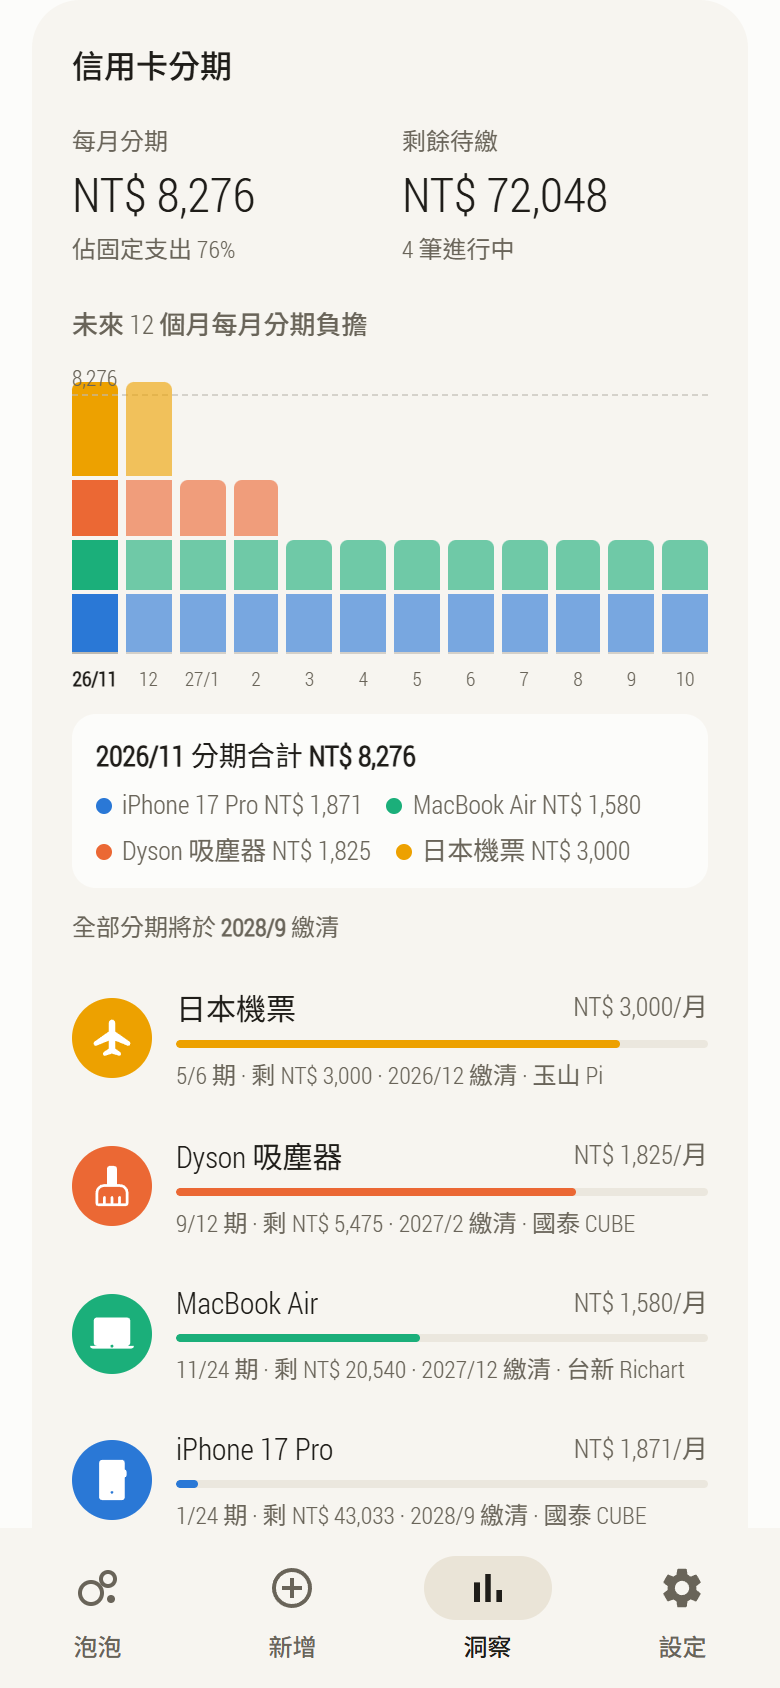 信用卡分期
每月分期 剩餘待繳
NT$ 8,276 NT$ 72,048
佔固定支出 76% 4 筆進行中
未來 12 個月每月分期負擔
8,276
26/11 12 27/1 2 3 4 5 6 7 8 9 10
2026/11 分期合計 NT$ 8,276
iPhone 17 Pro NT$ 1,871 MacBook Air NT$ 1,580
Dyson 吸塵器 NT$ 1,825 日本機票 NT$ 3,000
全部分期將於 2028/9 繳清
日本機票 NT$ 3,000/月
5/6 期 · 剩 NT$ 3,000 · 2026/12 繳清 · 玉山 Pi
Dyson 吸塵器 NT$ 1,825/月
9/12 期 · 剩 NT$ 5,475 · 2027/2 繳清 · 國泰 CUBE
MacBook Air NT$ 1,580/月
11/24 期 · 剩 NT$ 20,540 · 2027/12 繳清 · 台新 Richart
iPhone 17 Pro NT$ 1,871/月
1/24 期 · 剩 NT$ 43,033 · 2028/9 繳清 · 國泰 CUBE
泡泡 新增 洞察 設定